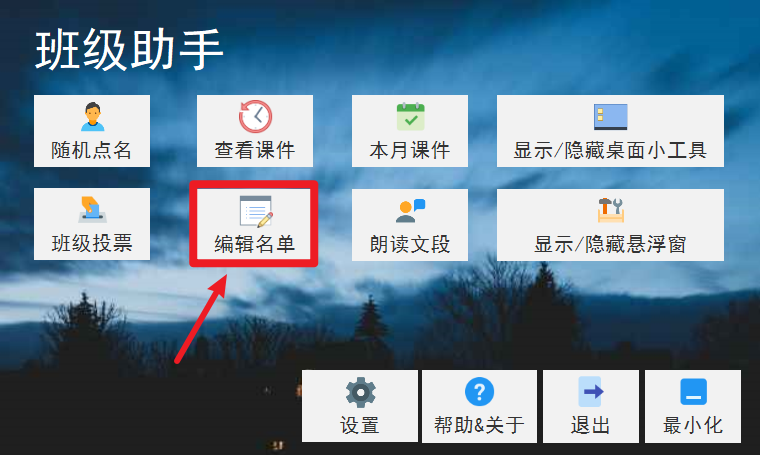 班级助手
随机点名
查看课件
本月课件
显示/隐藏桌面小工具
班级投票
编辑名单
朗读文段
显示/隐藏悬浮窗
设置
帮助&关于
退出
最小化